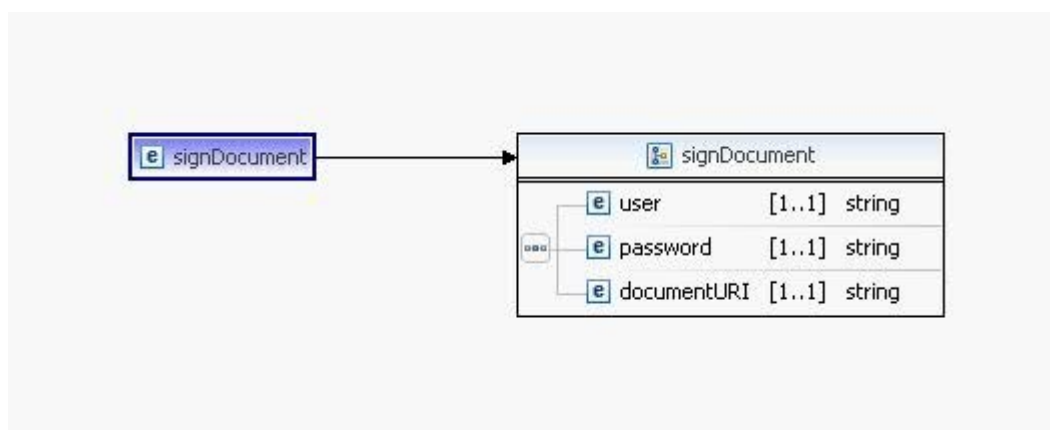 e signDocument
signDocument
e user [1..1] string
e password [1..1] string
e documentURI [1..1] string